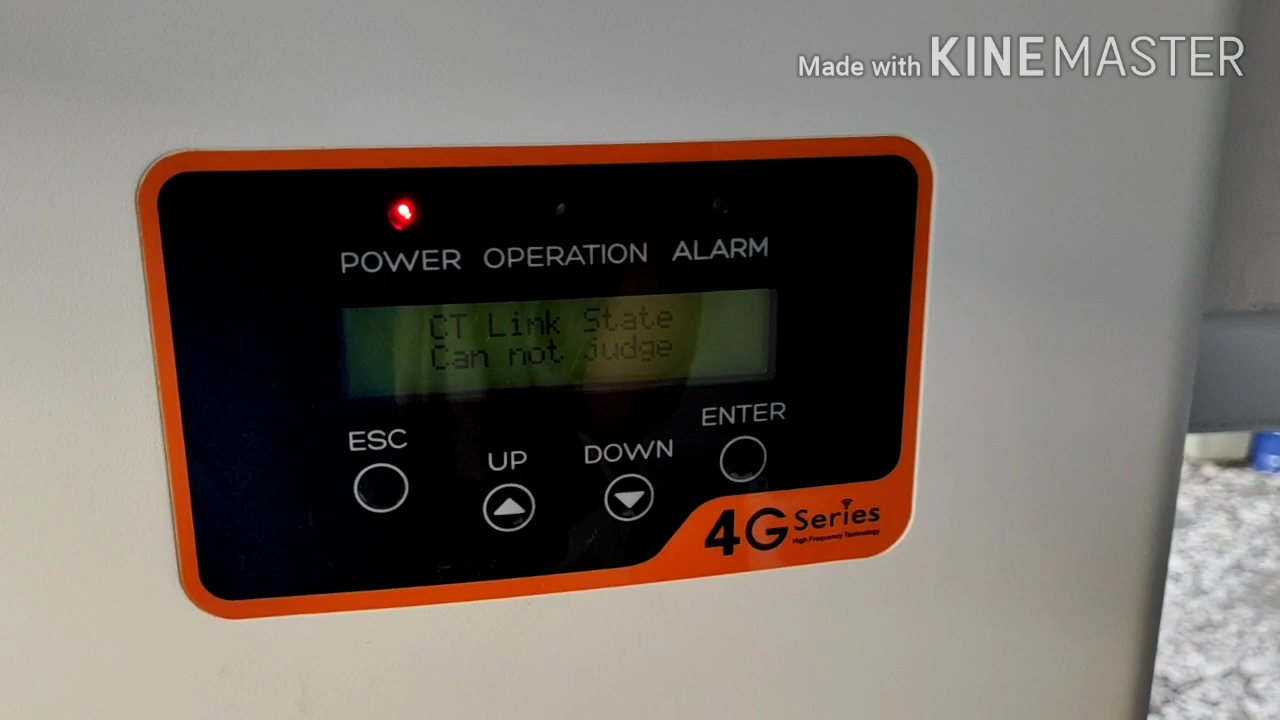 Made with KINEMASTER
POWER OPERATION ALARM
CT Link State
Can not judge
ESC UP DOWN ENTER
4G Series
High Frequency Technology